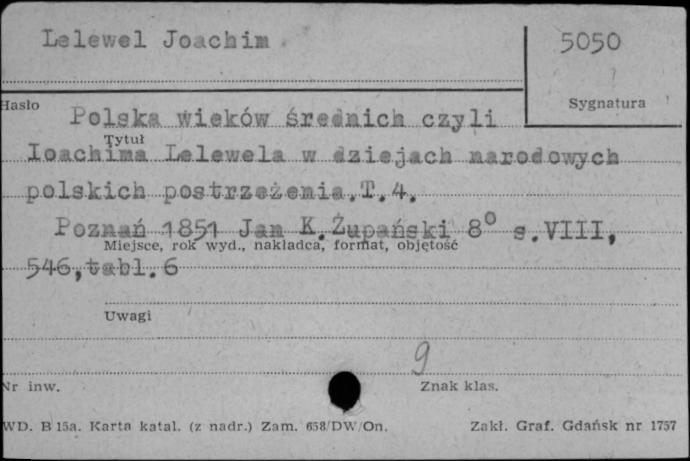 Lelewel Joachim
5050
Hasło
Sygnatura
Polska wieków średnich czyli
Tytuł
Ioachima Lelewela w dziejach narodowych
polskich postrzeżenia.T.4.
Poznań 1851 Jan K.Żupański 8° s.VIII,
Miejsce, rok wyd., nakładca, format, objętość
546,tabl.6
Uwagi
9
Nr inw.
Znak klas.
WD. B 15a. Karta katal. (z nadr.) Zam. 658/DW/On.
Zakł. Graf. Gdańsk nr 1757